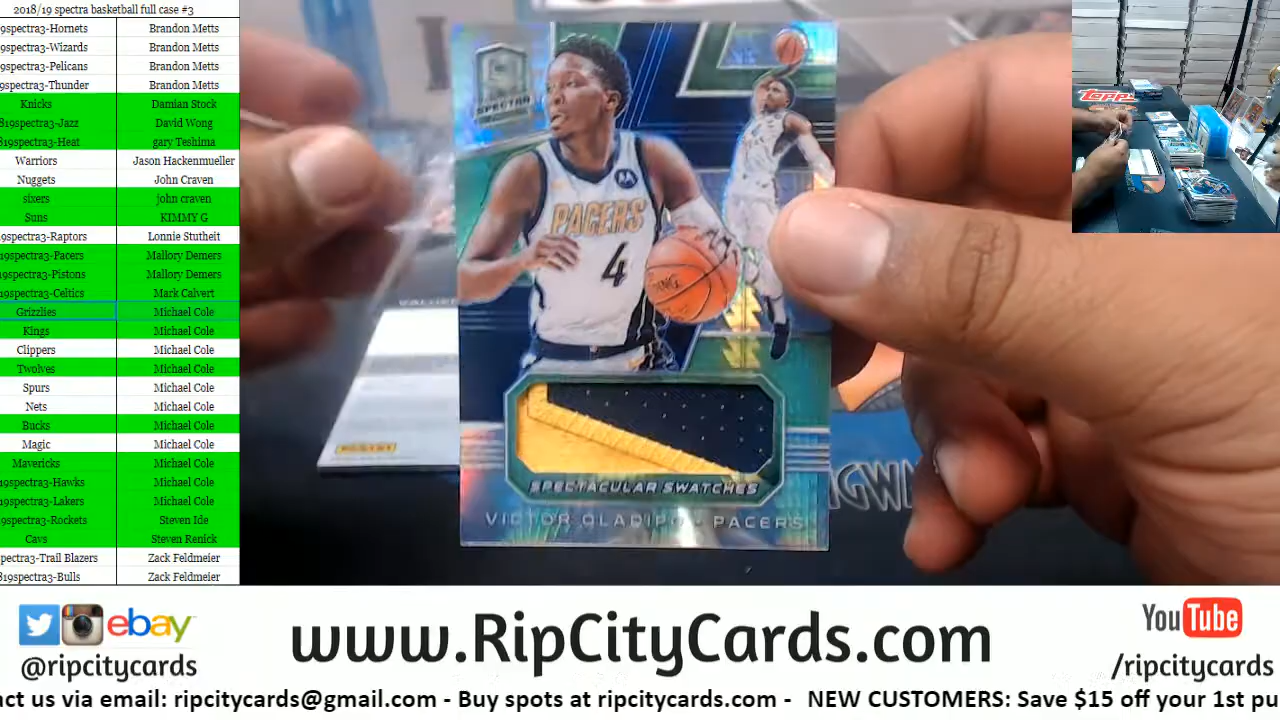 2018/19 spectra basketball full case #3
9spectra3-Hornets Brandon Metts
9spectra3-Wizards Brandon Metts
9spectra3-Pelicans Brandon Metts
9spectra3-Thunder Brandon Metts
Knicks Damian Stock
819spectra3-Jazz David Wong
819spectra3-Heat gary Teshima
Warriors Jason Hackenmueller
Nuggets John Craven
sixers john craven
Suns KIMMY G
9spectra3-Raptors Lonnie Stutheit
9spectra3-Pacers Mallory Demers
9spectra3-Pistons Mallory Demers
9spectra3-Celtics Mark Calvert
Grizzlies Michael Cole
Kings Michael Cole
Clippers Michael Cole
Twolves Michael Cole
Spurs Michael Cole
Nets Michael Cole
Bucks Michael Cole
Magic Michael Cole
Mavericks Michael Cole
9spectra3-Hawks Michael Cole
9spectra3-Lakers Michael Cole
9spectra3-Rockets Steven Ide
Cavs Steven Renick
spectra3-Trail Blazers Zack Feldmeier
819spectra3-Bulls Zack Feldmeier
SPECTRA
PACERS
4
SPECTACULAR SWATCHES
VICTOR OLADIPO - PACERS
PANINI
Topps
ebay
@ripcitycards
www.RipCityCards.com
YouTube
/ripcitycards
act us via email: ripcitycards@gmail.com - Buy spots at ripcitycards.com - NEW CUSTOMERS: Save $15 off your 1st pu